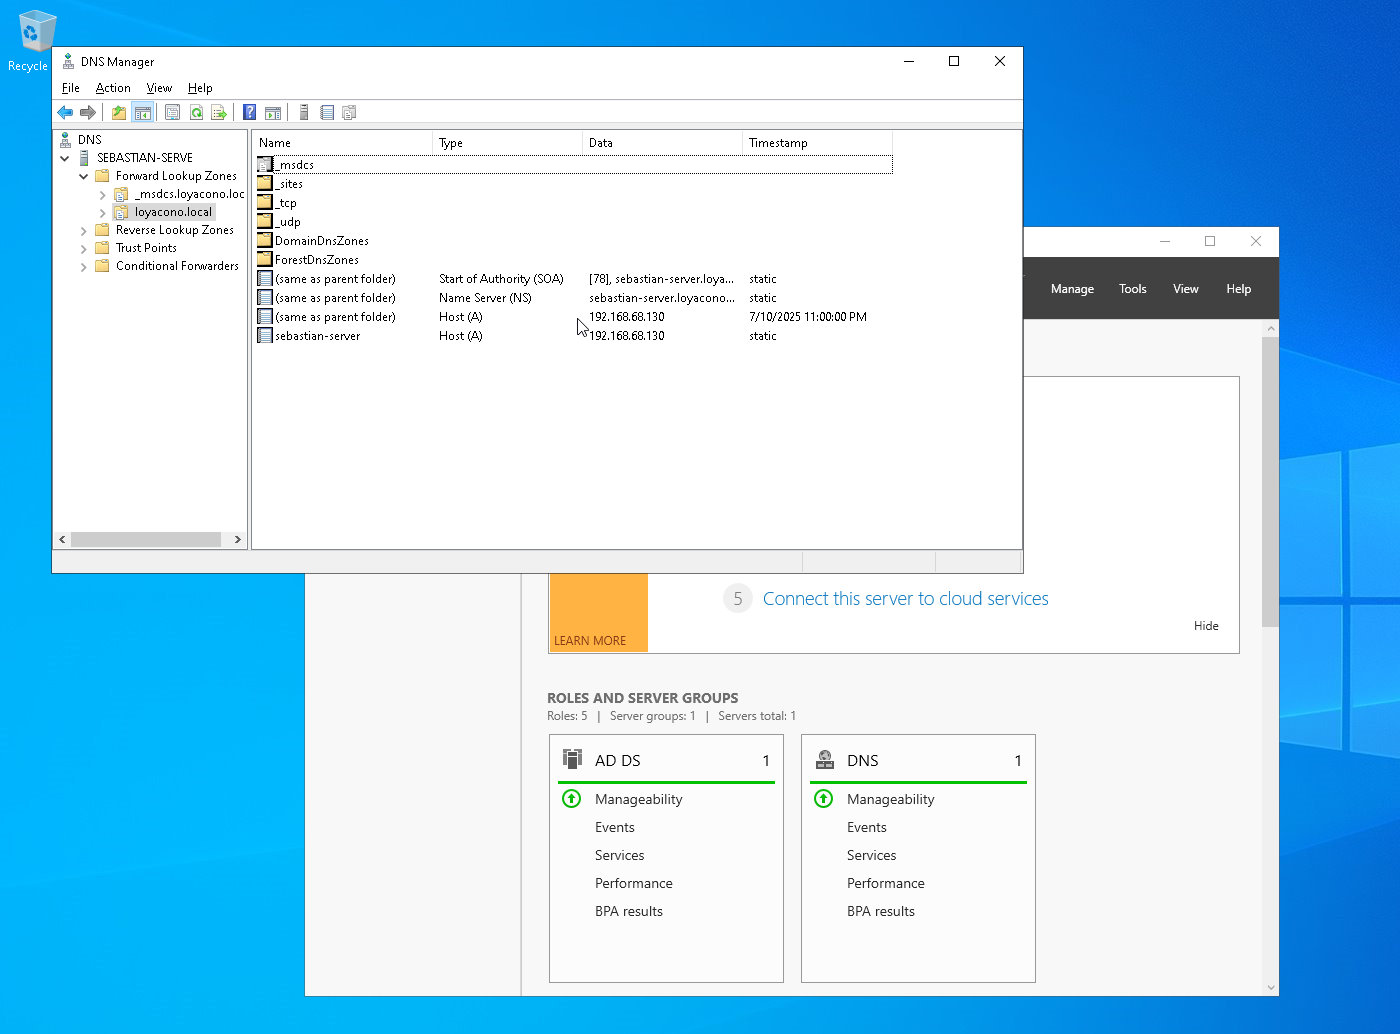 Recycle
DNS Manager
File Action View Help
DNS
SEBASTIAN-SERVE
Forward Lookup Zones
_msdcs.loyacono.loc
loyacono.local
Reverse Lookup Zones
Trust Points
Conditional Forwarders
Name Type Data Timestamp
_msdcs
_sites
_tcp
_udp
DomainDnsZones
ForestDnsZones
(same as parent folder) Start of Authority (SOA) [78], sebastian-server.loya... static
(same as parent folder) Name Server (NS) sebastian-server.loyacono... static
(same as parent folder) Host (A) 192.168.68.130 7/10/2025 11:00:00 PM
sebastian-server Host (A) 192.168.68.130 static
Manage Tools View Help
5 Connect this server to cloud services
Hide
LEARN MORE
ROLES AND SERVER GROUPS
Roles: 5 | Server groups: 1 | Servers total: 1
AD DS 1
Manageability
Events
Services
Performance
BPA results
DNS 1
Manageability
Events
Services
Performance
BPA results